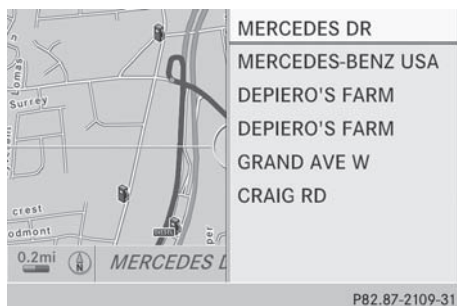 MERCEDES DR
MERCEDES-BENZ USA
DEPIERO'S FARM
DEPIERO'S FARM
GRAND AVE W
CRAIG RD
Lomas
Surrey
crest
odmont
0.2mi
MERCEDES D
P82.87-2109-31